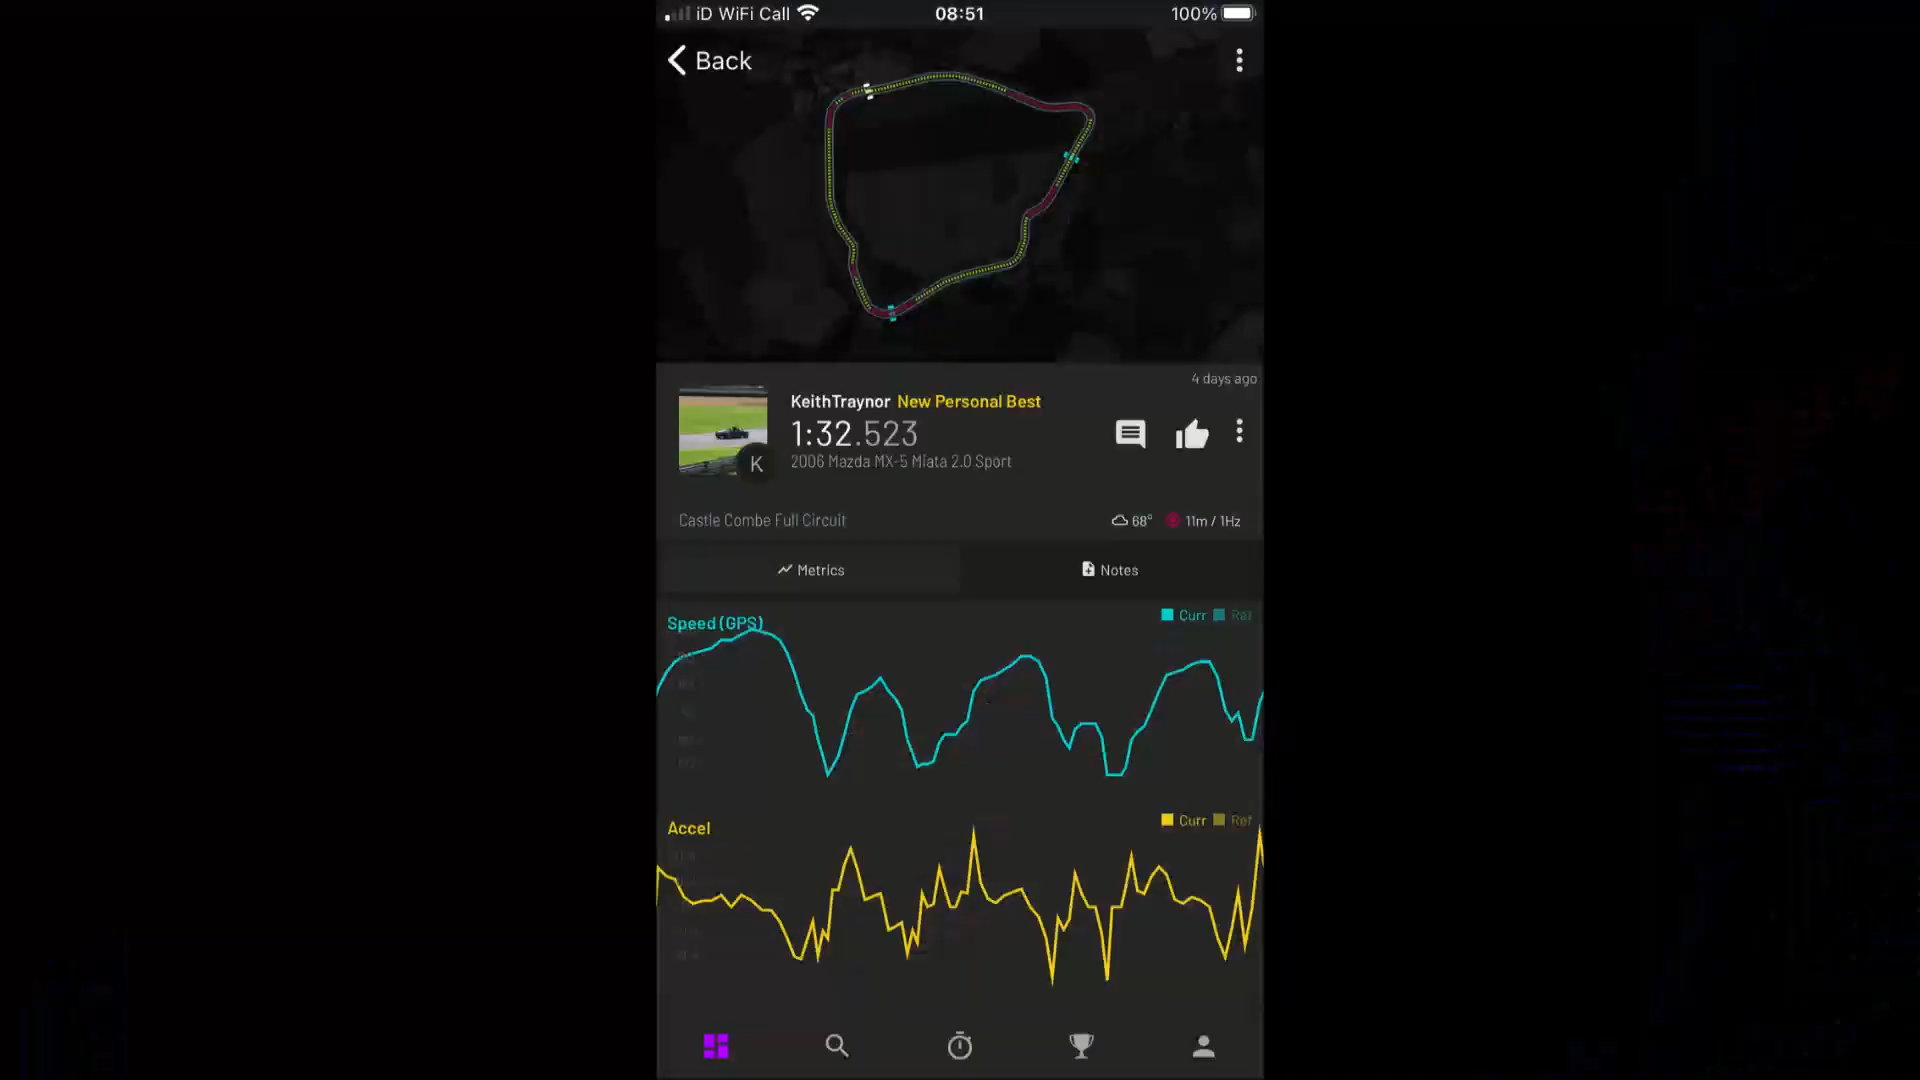 iD WiFi Call 08:51 100%
Back
4 days ago
KeithTraynor New Personal Best
1:32.523
2006 Mazda MX-5 Miata 2.0 Sport
K
Castle Combe Full Circuit 68° 11m / 1Hz
Metrics Notes
Speed (GPS) Curr Ref
Accel Curr Ref